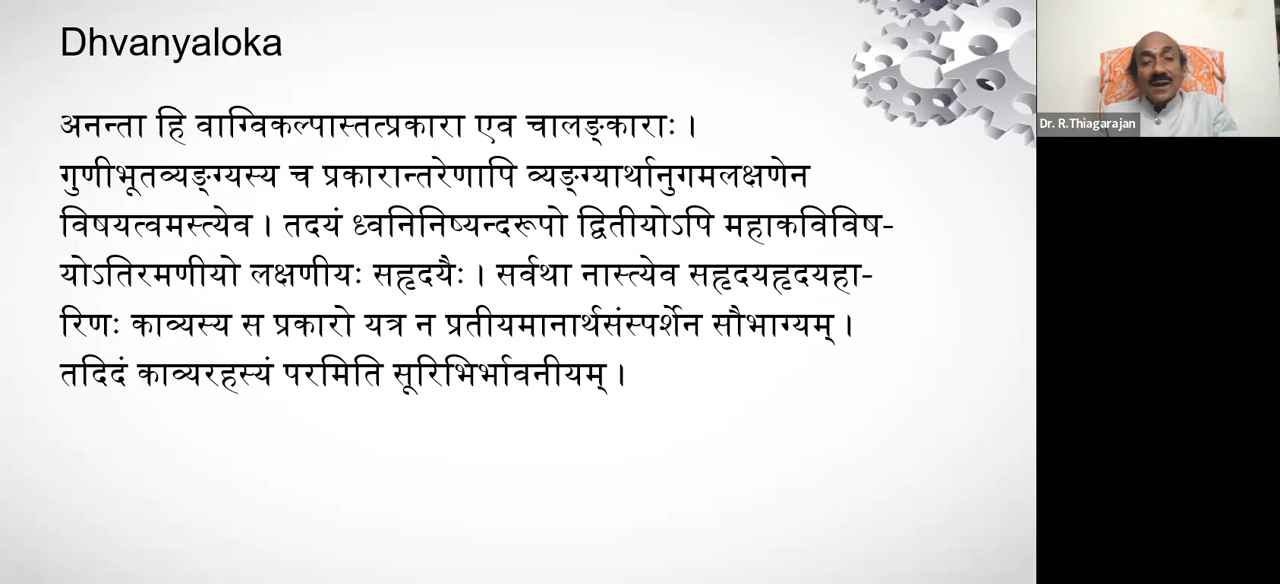 Dhvanyaloka
अनन्ता हि वाग्विकल्पास्तत्प्रकारा एव चालङ्काराः ।
गुणीभूतव्यङ्ग्यस्य च प्रकारान्तरेणापि व्यङ्ग्यार्थानुगमलक्षणेन
विषयत्वमस्त्येव । तदयं ध्वनिनिष्यन्दरूपो द्वितीयोऽपि महाकविविष-
योऽतिरमणीयो लक्षणीयः सहृदयैः । सर्वथा नास्त्येव सहृदयहृदयहा-
रिणः काव्यस्य स प्रकारो यत्र न प्रतीयमानार्थसंस्पर्शेन सौभाग्यम् ।
तदिदं काव्यरहस्यं परमिति सूरिभिर्भावनीयम् ।
Dr. R.Thiagarajan